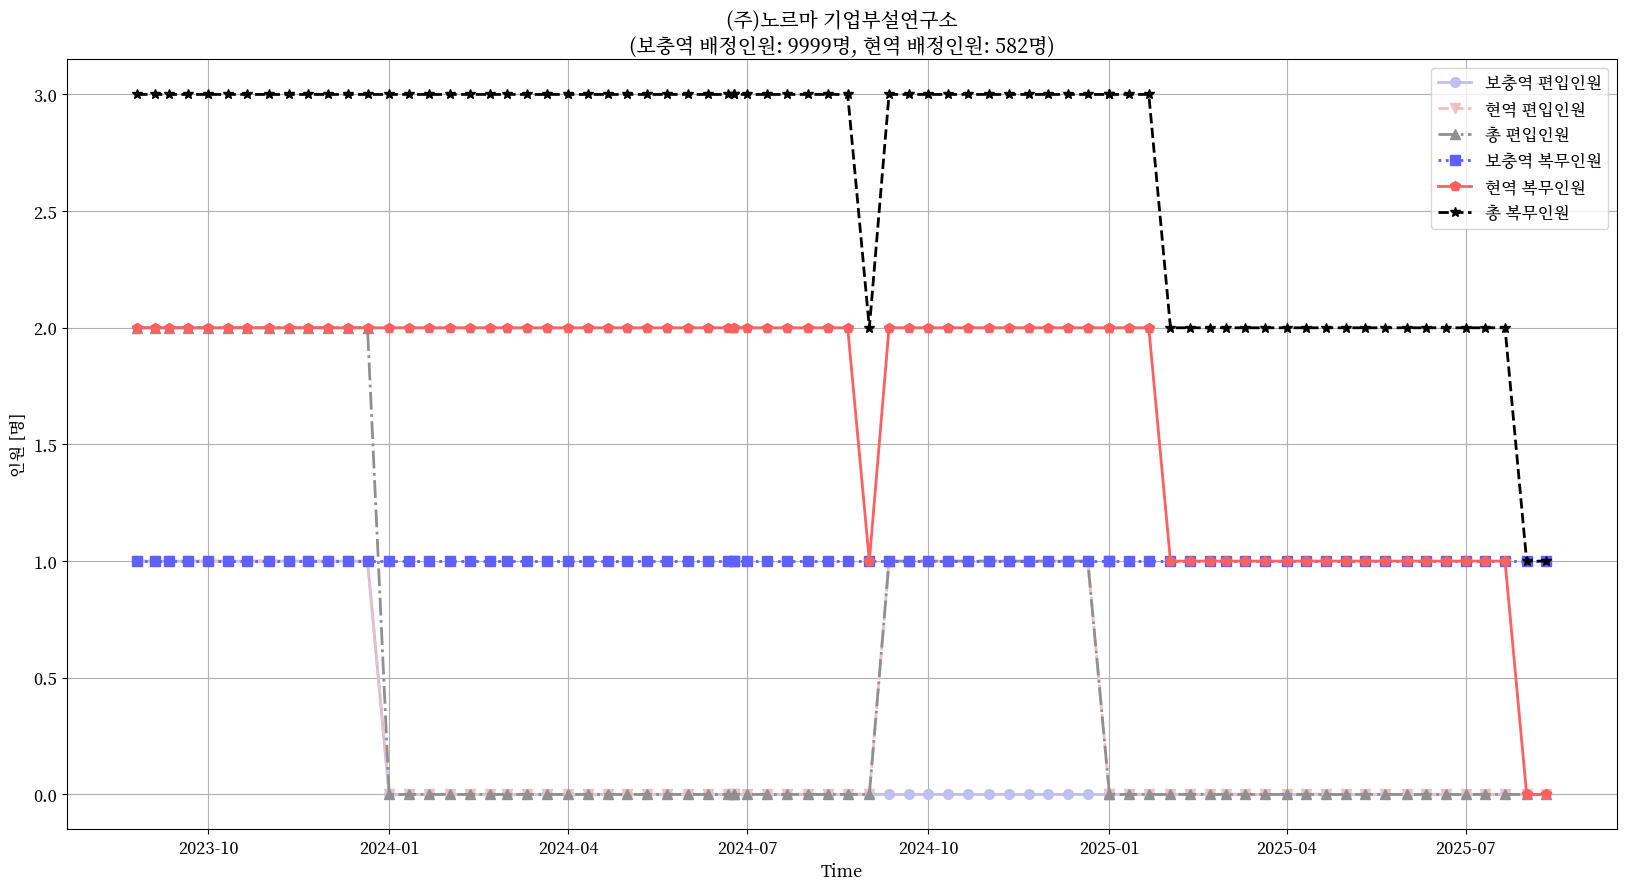 (주)노르마 기업부설연구소
(보충역 배정인원: 9999명, 현역 배정인원: 582명)
보충역 편입인원
현역 편입인원
총 편입인원
보충역 복무인원
현역 복무인원
총 복무인원
인원 [명]
3.0
2.5
2.0
1.5
1.0
0.5
0.0
2023-10 2024-01 2024-04 2024-07 2024-10 2025-01 2025-04 2025-07
Time